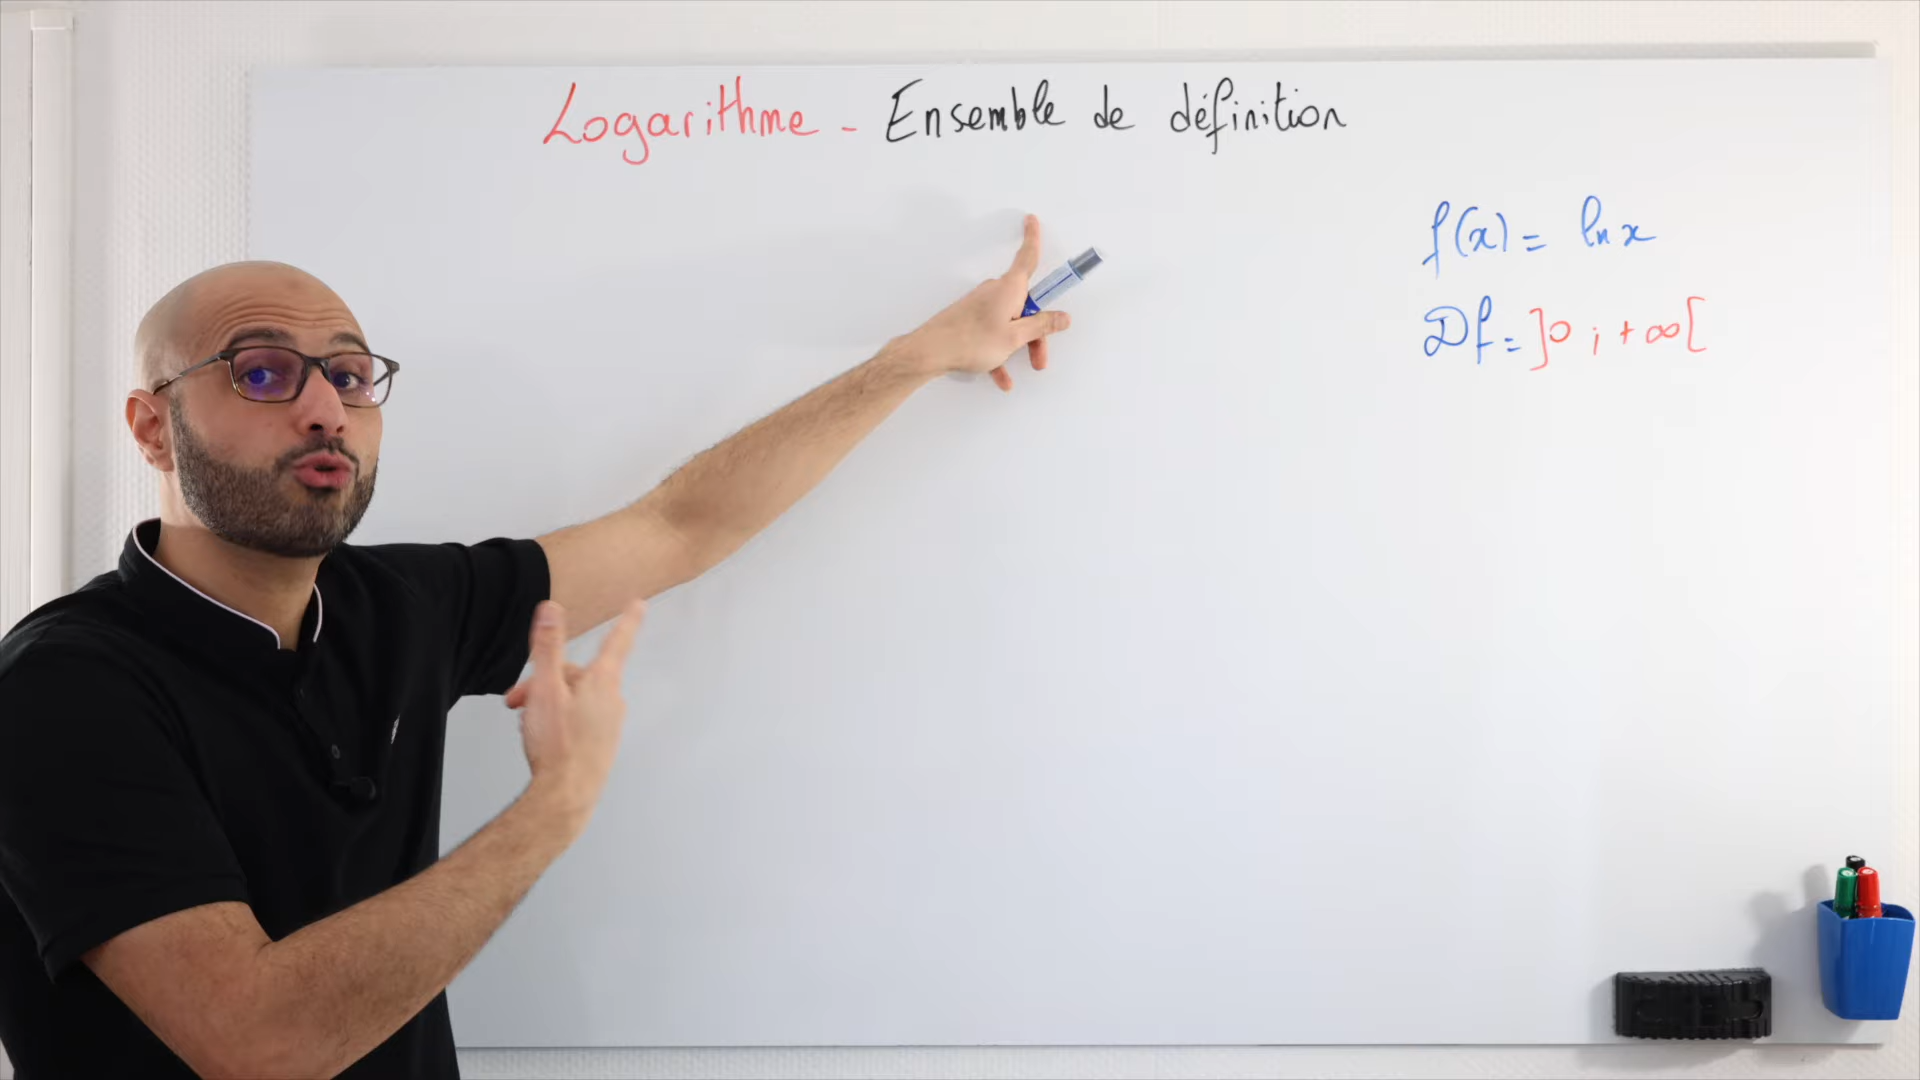 Logarithme - Ensemble de définition
f(x) = ln x
Df = ]0 ; +∞[